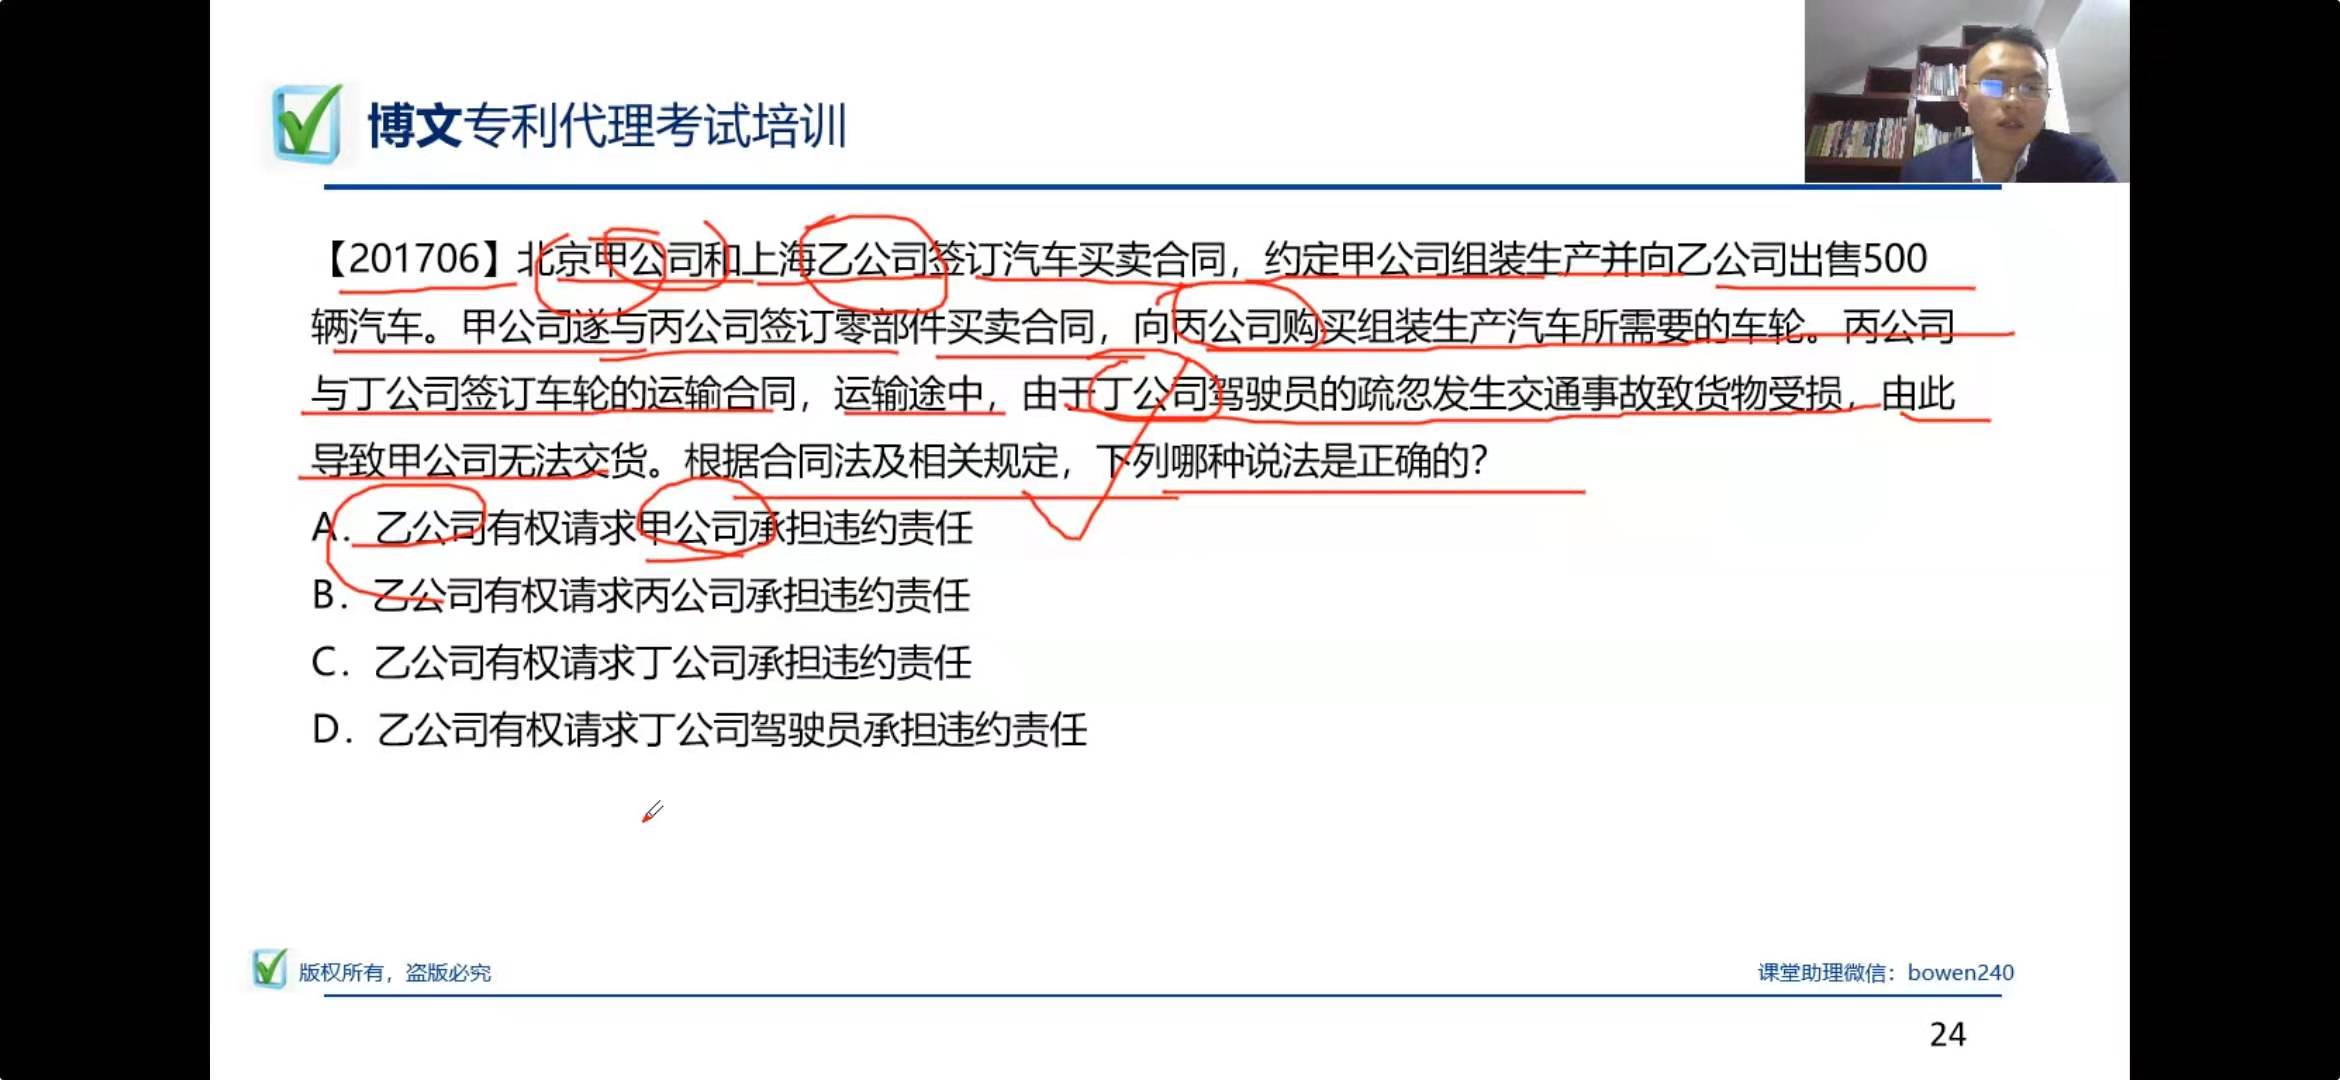 博文专利代理考试培训
【201706】北京甲公司和上海乙公司签订汽车买卖合同，约定甲公司组装生产并向乙公司出售500
辆汽车。甲公司遂与丙公司签订零部件买卖合同，向丙公司购买组装生产汽车所需要的车轮。丙公司
与丁公司签订车轮的运输合同，运输途中，由于丁公司驾驶员的疏忽发生交通事故致货物受损，由此
导致甲公司无法交货。根据合同法及相关规定，下列哪种说法是正确的？
A．乙公司有权请求甲公司承担违约责任
B．乙公司有权请求丙公司承担违约责任
C．乙公司有权请求丁公司承担违约责任
D．乙公司有权请求丁公司驾驶员承担违约责任
版权所有，盗版必究
课堂助理微信：bowen240
24